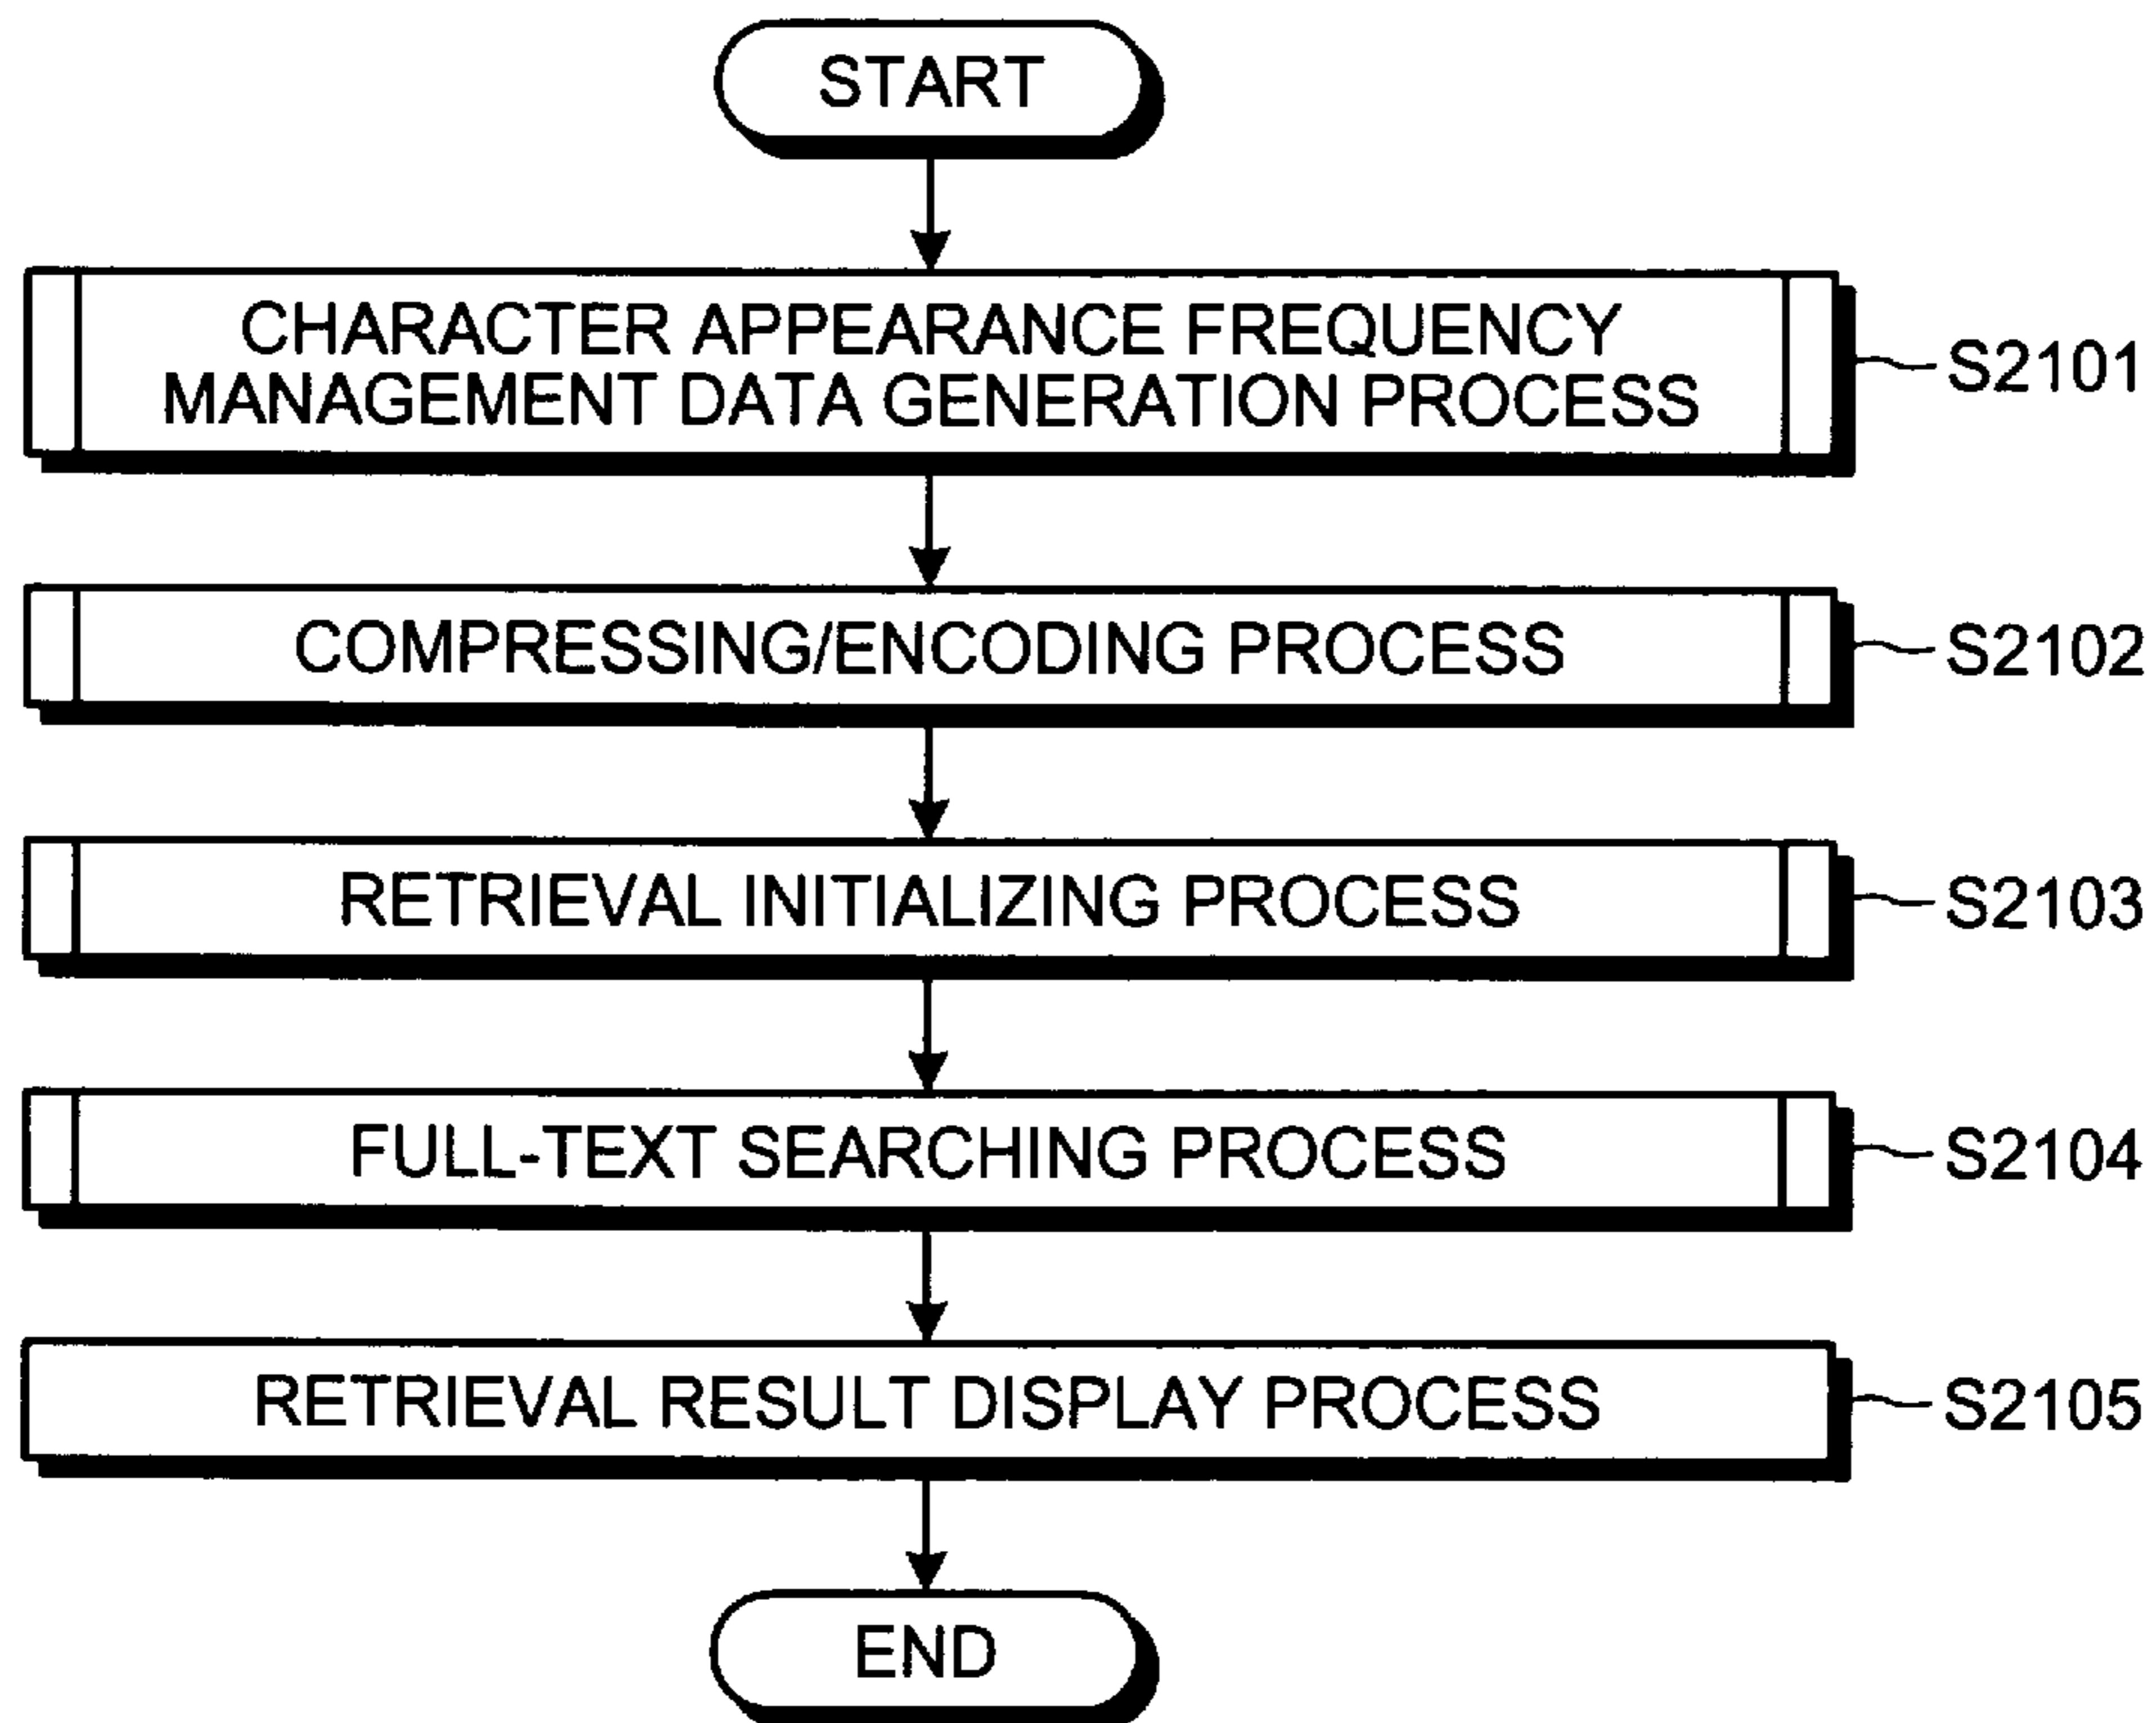 START
CHARACTER APPEARANCE FREQUENCY
MANAGEMENT DATA GENERATION PROCESS
S2101
COMPRESSING/ENCODING PROCESS
S2102
RETRIEVAL INITIALIZING PROCESS
S2103
FULL-TEXT SEARCHING PROCESS
S2104
RETRIEVAL RESULT DISPLAY PROCESS
S2105
END